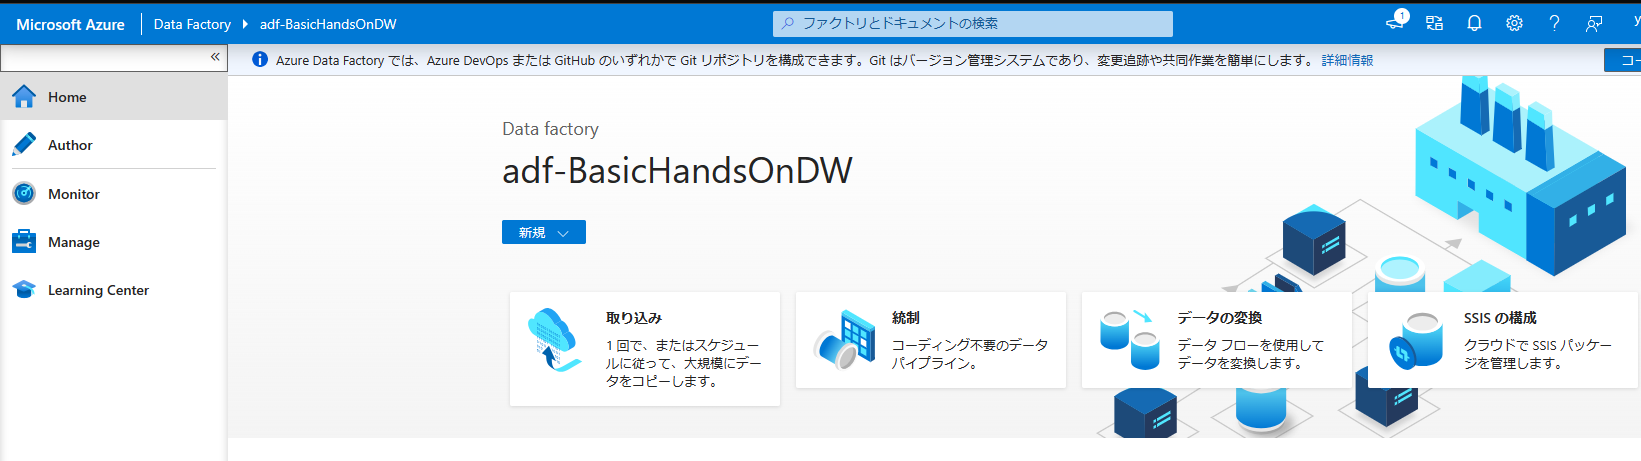 Microsoft Azure Data Factory adf-BasicHandsOnDW ファクトリとドキュメントの検索 1 ?
Azure Data Factory では、Azure DevOps または GitHub のいずれかで Git リポジトリを構成できます。Git はバージョン管理システムであり、変更追跡や共同作業を簡単にします。 詳細情報
Home
Author
Monitor
Manage
Learning Center
Data factory
adf-BasicHandsOnDW
新規
取り込み
1 回で、またはスケジュー
ルに従って、大規模にデー
タをコピーします。
統制
コーディング不要のデータ
パイプライン。
データの変換
データ フローを使用して
データを変換します。
SSIS の構成
クラウドで SSIS パッケー
ジを管理します。